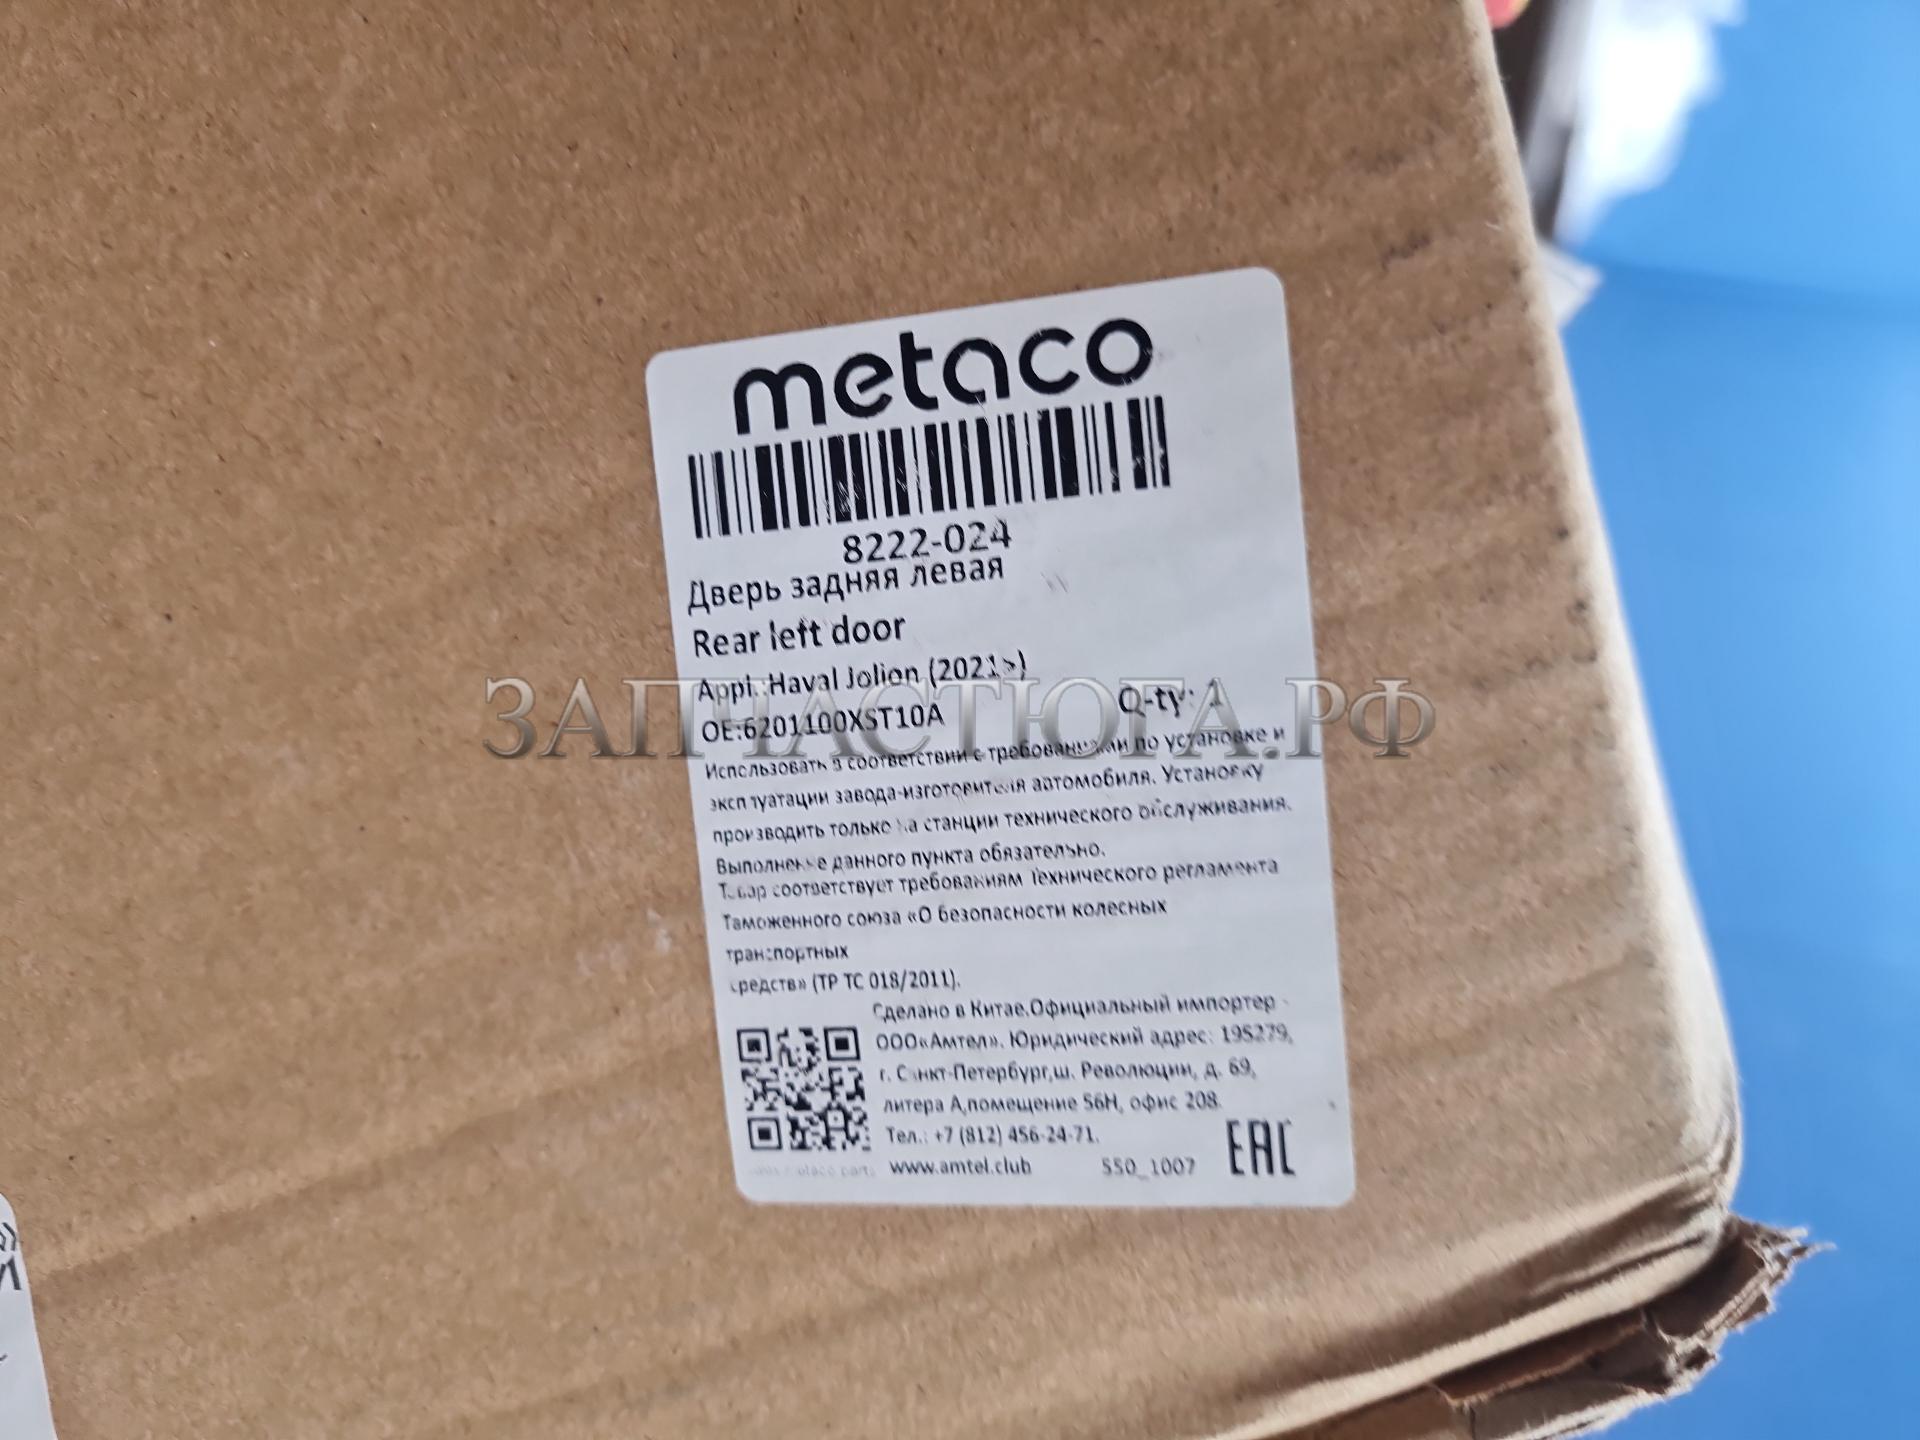 metaco
8222-024
Дверь задняя левая
Rear left door
Appl.:Haval Jolion (2021>)
OE:6201100XST10A
Q-ty: 1
ЗАПЧАСТЮГА.РФ
Использовать в соответствии с требованиями по установке и
эксплуатации завода-изготовителя автомобиля. Установку
производить только на станции технического обслуживания.
Выполнение данного пункта обязательно.
Товар соответствует требованиям Технического регламента
Таможенного союза «О безопасности колесных
транспортных
средств» (ТР ТС 018/2011).
Сделано в Китае.Официальный импортер -
ООО«Амтел». Юридический адрес: 195279,
г. Санкт-Петербург,ш. Революции, д. 69,
литера А,помещение 56Н, офис 208.
Тел.: +7 (812) 456-24-71.
www.amtel.club
550_1007
EAC